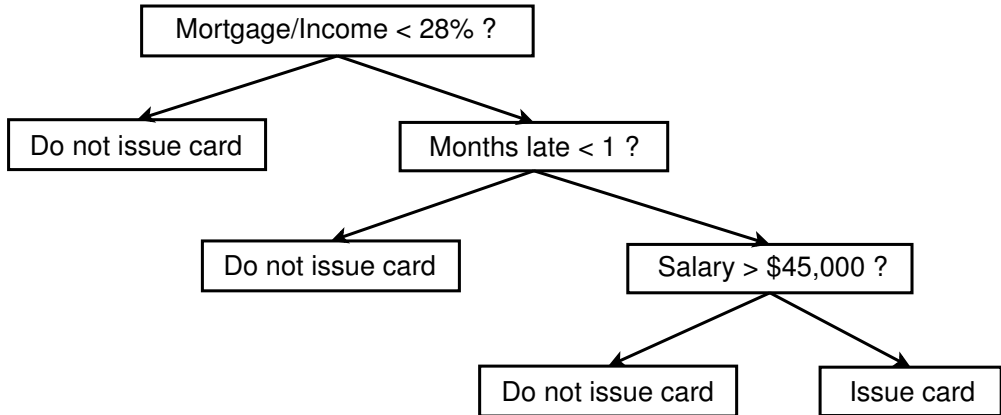 Mortgage/Income < 28% ?
Do not issue card
Months late < 1 ?
Do not issue card
Salary > $45,000 ?
Do not issue card
Issue card